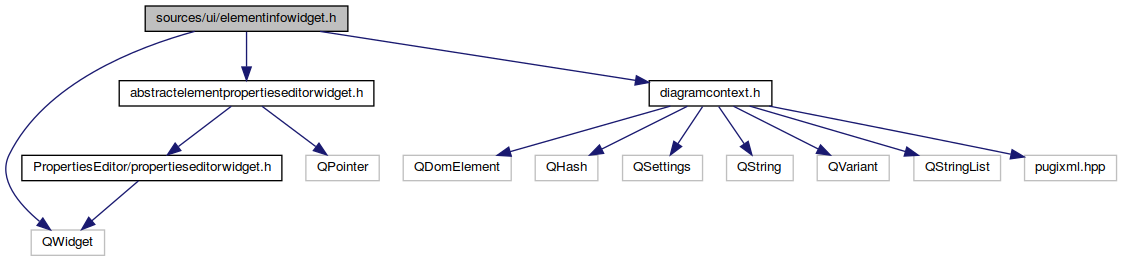 sources/ui/elementinfowidget.h
abstractelementpropertieseditorwidget.h
diagramcontext.h
PropertiesEditor/propertieseditorwidget.h
QPointer
QDomElement
QHash
QSettings
QString
QVariant
QStringList
pugixml.hpp
QWidget